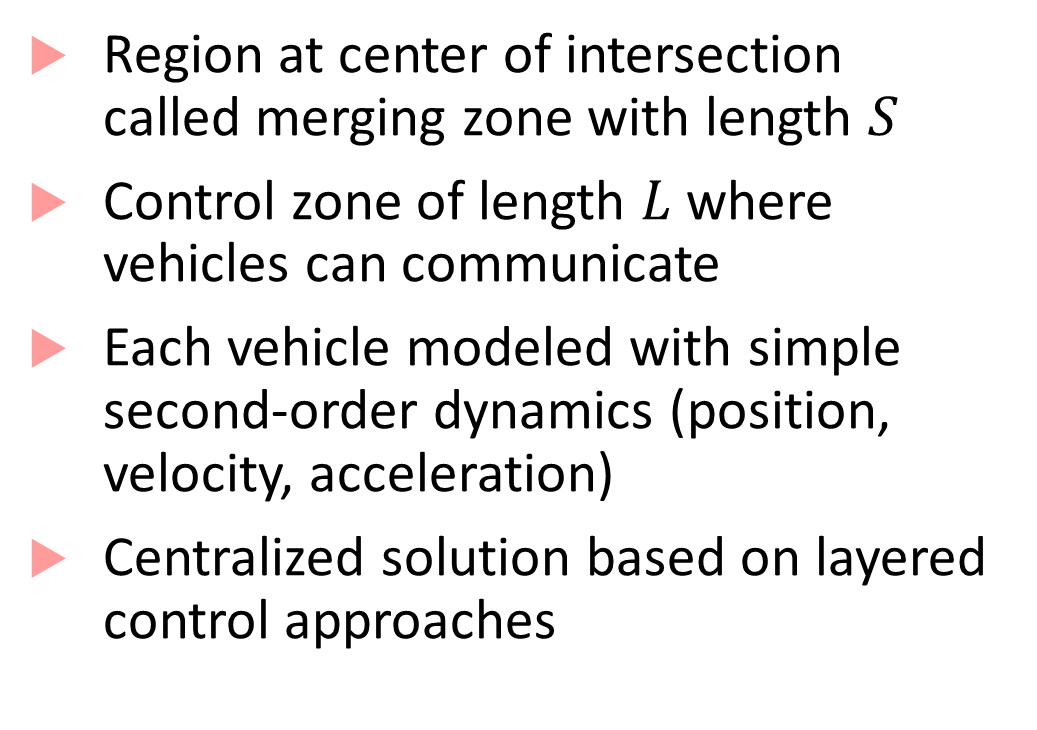 Region at center of intersection
called merging zone with length S
Control zone of length L where
vehicles can communicate
Each vehicle modeled with simple
second-order dynamics (position,
velocity, acceleration)
Centralized solution based on layered
control approaches